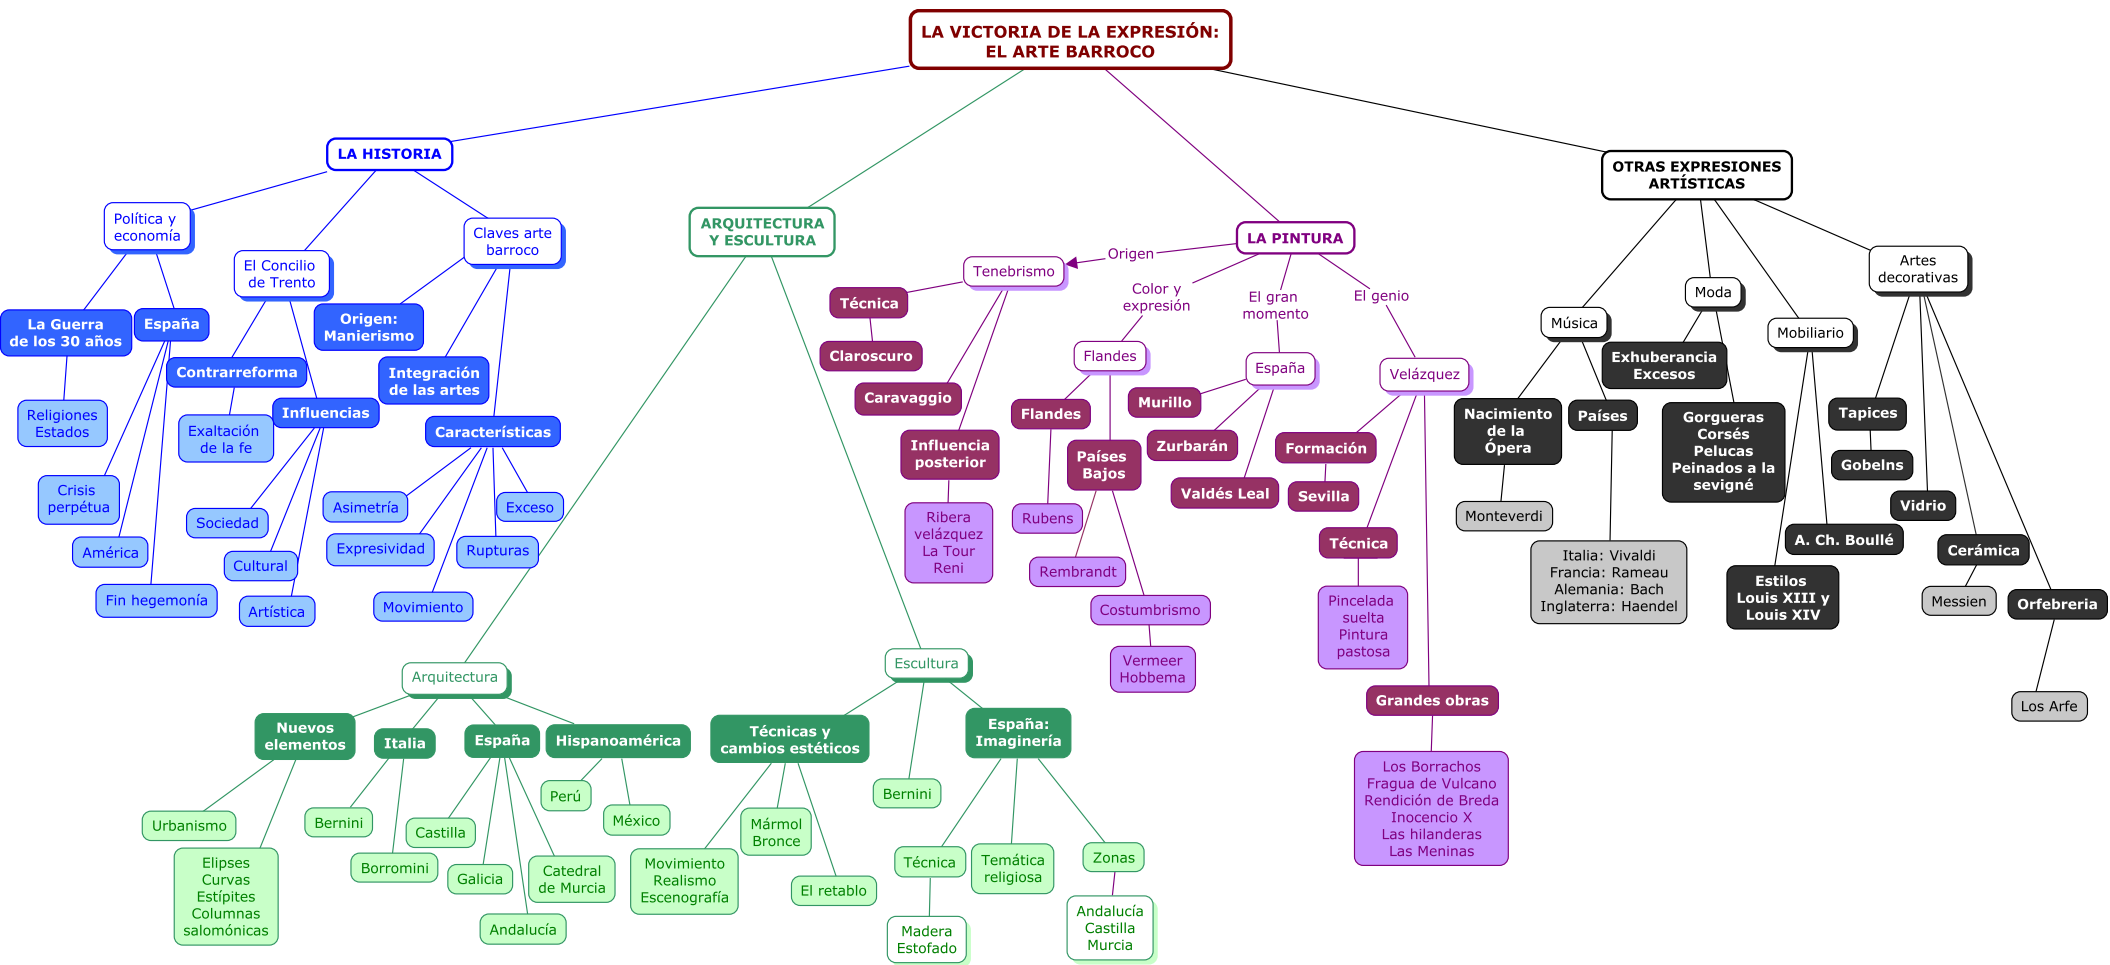 LA VICTORIA DE LA EXPRESIÓN:
EL ARTE BARROCO
LA HISTORIA
Política y
economía
La Guerra
de los 30 años
Religiones
Estados
España
Crisis
perpétua
América
Fin hegemonía
El Concilio
de Trento
Contrarreforma
Exaltación
de la fe
Influencias
Sociedad
Cultural
Artística
Claves arte
barroco
Origen:
Manierismo
Integración
de las artes
Características
Asimetría
Expresividad
Movimiento
Rupturas
Exceso
ARQUITECTURA
Y ESCULTURA
Arquitectura
Nuevos
elementos
Urbanismo
Elipses
Curvas
Estípites
Columnas
salomónicas
Italia
Bernini
Borromini
España
Castilla
Galicia
Andalucía
Catedral
de Murcia
Hispanoamérica
Perú
México
Escultura
Técnicas y
cambios estéticos
Movimiento
Realismo
Escenografía
Mármol
Bronce
El retablo
Bernini
España:
Imaginería
Técnica
Madera
Estofado
Temática
religiosa
Zonas
Andalucía
Castilla
Murcia
LA PINTURA
Origen
Tenebrismo
Técnica
Claroscuro
Caravaggio
Influencia
posterior
Ribera
velázquez
La Tour
Reni
Color y
expresión
Flandes
Flandes
Rubens
Países
Bajos
Rembrandt
Costumbrismo
Vermeer
Hobbema
El gran
momento
España
Murillo
Zurbarán
Valdés Leal
El genio
Velázquez
Formación
Sevilla
Técnica
Pincelada
suelta
Pintura
pastosa
Grandes obras
Los Borrachos
Fragua de Vulcano
Rendición de Breda
Inocencio X
Las hilanderas
Las Meninas
OTRAS EXPRESIONES
ARTÍSTICAS
Música
Nacimiento
de la
Ópera
Monteverdi
Países
Italia: Vivaldi
Francia: Rameau
Alemania: Bach
Inglaterra: Haendel
Moda
Exhuberancia
Excesos
Gorgueras
Corsés
Pelucas
Peinados a la
sevigné
Mobiliario
Estilos
Louis XIII y
Louis XIV
A. Ch. Boullé
Artes
decorativas
Tapices
Gobelns
Vidrio
Cerámica
Messien
Orfebreria
Los Arfe